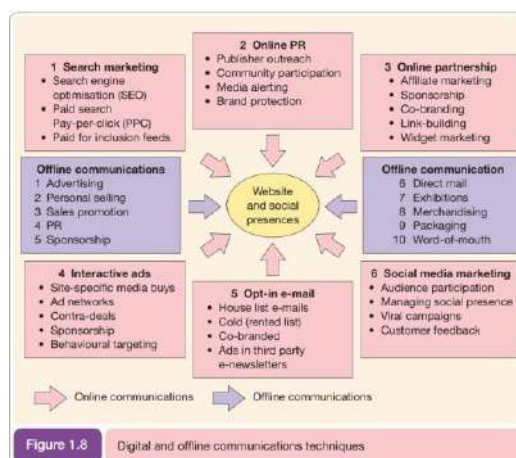 1 Search marketing
• Search engine
optimisation (SEO)
• Paid search
Pay-per-click (PPC)
• Paid for inclusion feeds
2 Online PR
• Publisher outreach
• Community participation
• Media alerting
• Brand protection
3 Online partnership
• Affiliate marketing
• Sponsorship
• Co-branding
• Link-building
• Widget marketing
Offline communications
1 Advertising
2 Personal selling
3 Sales promotion
4 PR
5 Sponsorship
Website
and social
presences
Offline communication
6 Direct mail
7 Exhibitions
8 Merchandising
9 Packaging
10 Word-of-mouth
4 Interactive ads
• Site-specific media buys
• Ad networks
• Contra-deals
• Sponsorship
• Behavioural targeting
5 Opt-in e-mail
• House list e-mails
• Cold (rented list)
• Co-branded
• Ads in third party
e-newsletters
6 Social media marketing
• Audience participation
• Managing social presence
• Viral campaigns
• Customer feedback
Online communications
Offline communications
Figure 1.8
Digital and offline communications techniques